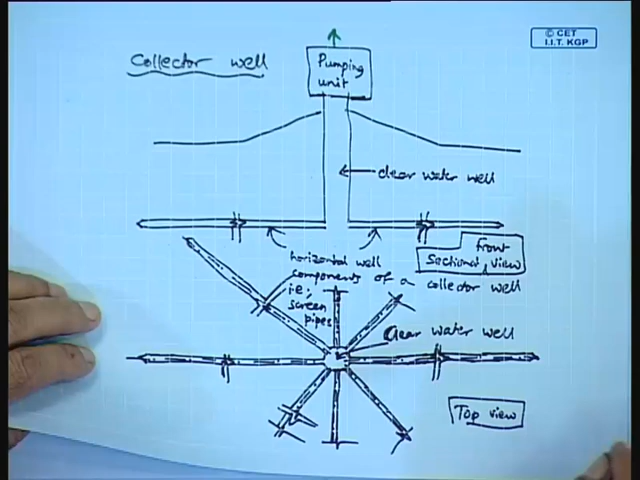 © CET
I.I.T. KGP
Collector well
Pumping
unit
clear water well
Front
Sectional view
horizontal well
components of a collector well
i.e;
screen
pipes
Clear water well
Top view